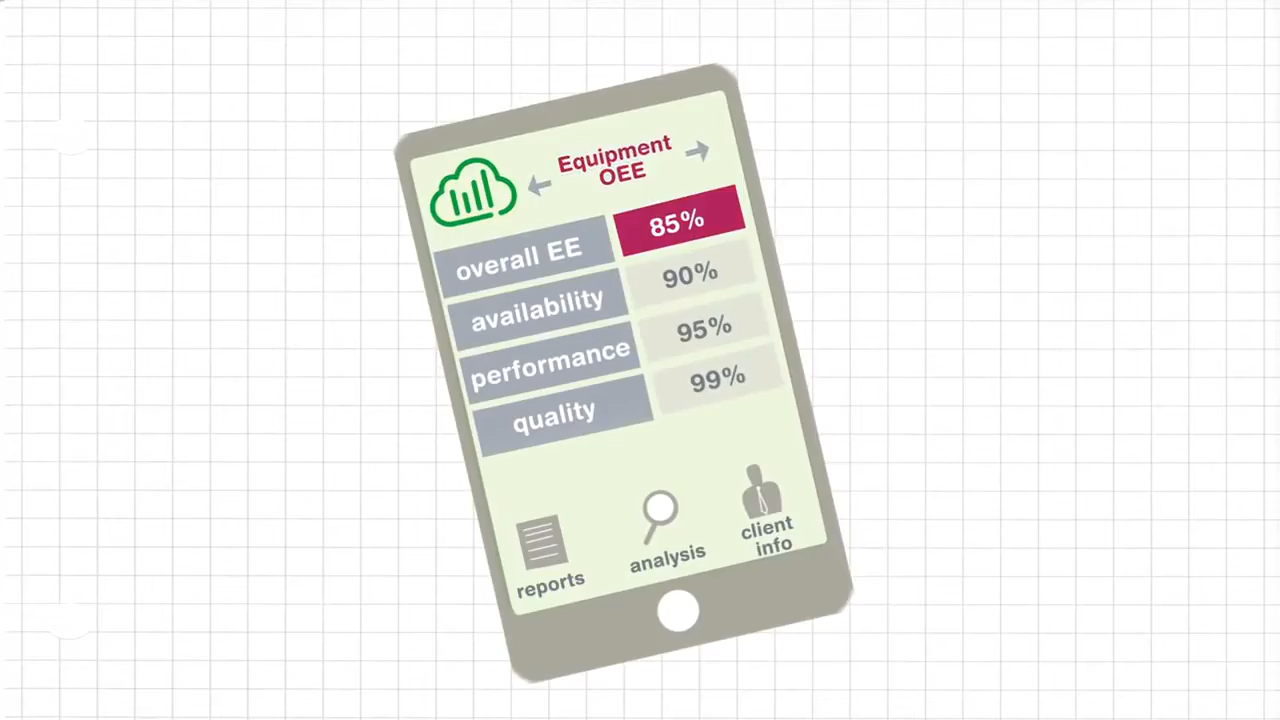 Equipment
OEE
overall EE 85%
availability 90%
performance 95%
quality 99%
reports
analysis
client
info